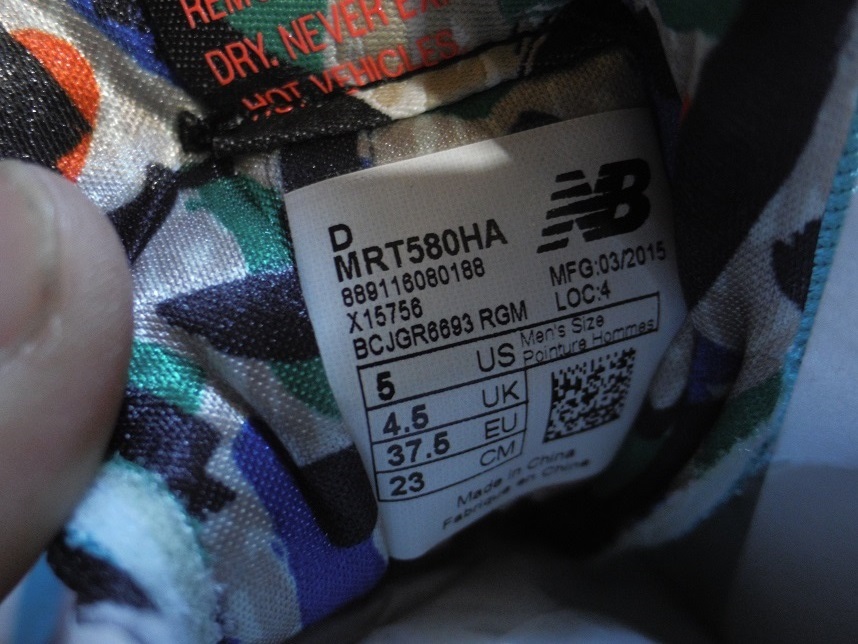 DRY. NEVER
HOT VEHICLES
NB
D
MRT580HA
889116080188
X15756
BCJGR6693 RGM
MFG:03/2015
LOC:4
5 US Men's Size
Pointure Hommes
4.5 UK
37.5 EU
23 CM
Made in China
Fabriqué en Chine